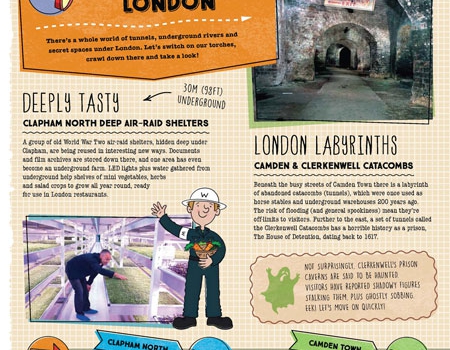 LONDON
There's a whole world of tunnels, underground rivers and
secret spaces under London. Let's switch on our torches,
crawl down there and take a look!
30M (98FT)
UNDERGROUND
DEEPLY TASTY
CLAPHAM NORTH DEEP AIR-RAID SHELTERS
A group of old World War Two air-raid shelters, hidden deep under
Clapham, are being reused in interesting new ways. Documents
and film archives are stored down there, and one area has even
become an underground farm. LED lights plus water gathered from
underground help shelves of mini vegetables, herbs
and salad crops to grow all year round, ready
for use in London restaurants.
W
LONDON LABYRINTHS
CAMDEN & CLERKENWELL CATACOMBS
Beneath the busy streets of Camden Town there is a labyrinth
of abandoned catacombs (tunnels), which were once used as
horse stables and underground warehouses 200 years ago.
The risk of flooding (and general spookiness) mean they're
off limits to visitors. Further to the east, a set of tunnels called
the Clerkenwell Catacombs has a horrible history as a prison,
The House of Detention, dating back to 1617.
NOT SURPRISINGLY, CLERKENWELL'S PRISON
CAVERNS ARE SAID TO BE HAUNTED
VISITORS HAVE REPORTED SHADOWY FIGURES
STALKING THEM, PLUS GHOSTLY SOBBING.
EEK! LET'S MOVE ON QUICKLY!
CLAPHAM NORTH
CAMDEN TOWN